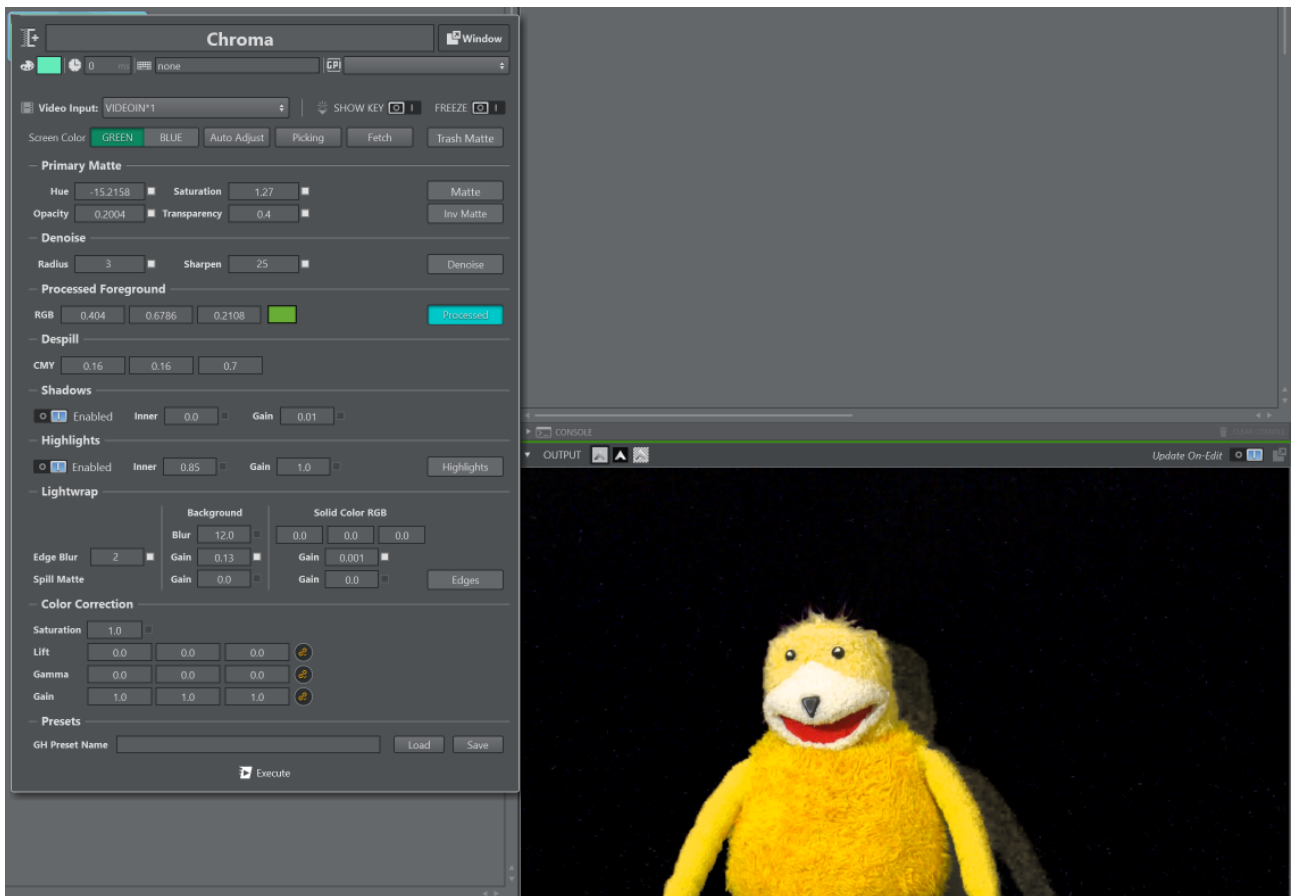 Chroma
Window
0 ms none GPI
Video Input: VIDEOIN*1 SHOW KEY FREEZE
Screen Color GREEN BLUE Auto Adjust Picking Fetch Trash Matte
Primary Matte
Hue -15.2158 Saturation 1.27 Matte
Opacity 0.2004 Transparency 0.4 Inv Matte
Denoise
Radius 3 Sharpen 25 Denoise
Processed Foreground
RGB 0.404 0.6786 0.2108 Processed
Despill
CMY 0.16 0.16 0.7
Shadows
Enabled Inner 0.0 Gain 0.01
Highlights
Enabled Inner 0.85 Gain 1.0 Highlights
Lightwrap
Background Solid Color RGB
Blur 12.0 0.0 0.0 0.0
Edge Blur 2 Gain 0.13 Gain 0.001
Spill Matte Gain 0.0 Gain 0.0 Edges
Color Correction
Saturation 1.0
Lift 0.0 0.0 0.0
Gamma 0.0 0.0 0.0
Gain 1.0 1.0 1.0
Presets
GH Preset Name Load Save
Execute
CONSOLE CLEAR CONSOLE
OUTPUT Update On-Edit